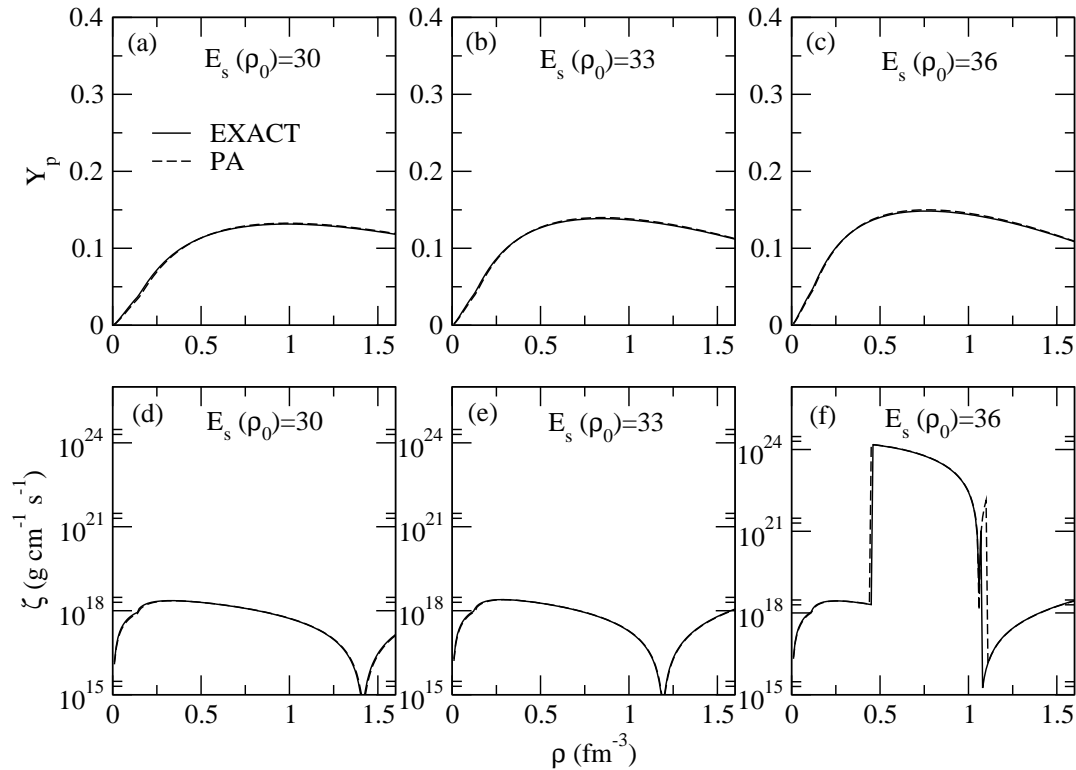 (a) E_s (ρ_0)=30
(b) E_s (ρ_0)=33
(c) E_s (ρ_0)=36
EXACT
PA
Y_p
0.4
0.3
0.2
0.1
0
0 0.5 1 1.5
0.4
0.3
0.2
0.1
0
0 0.5 1 1.5
0.4
0.3
0.2
0.1
0
0 0.5 1 1.5
(d) E_s (ρ_0)=30
(e) E_s (ρ_0)=33
(f) E_s (ρ_0)=36
ζ (g cm^-1 s^-1)
10^24
10^21
10^18
10^15
0 0.5 1 1.5
10^24
10^21
10^18
10^15
0 0.5 1 1.5
10^24
10^21
10^18
10^15
0 0.5 1 1.5
ρ (fm^-3)